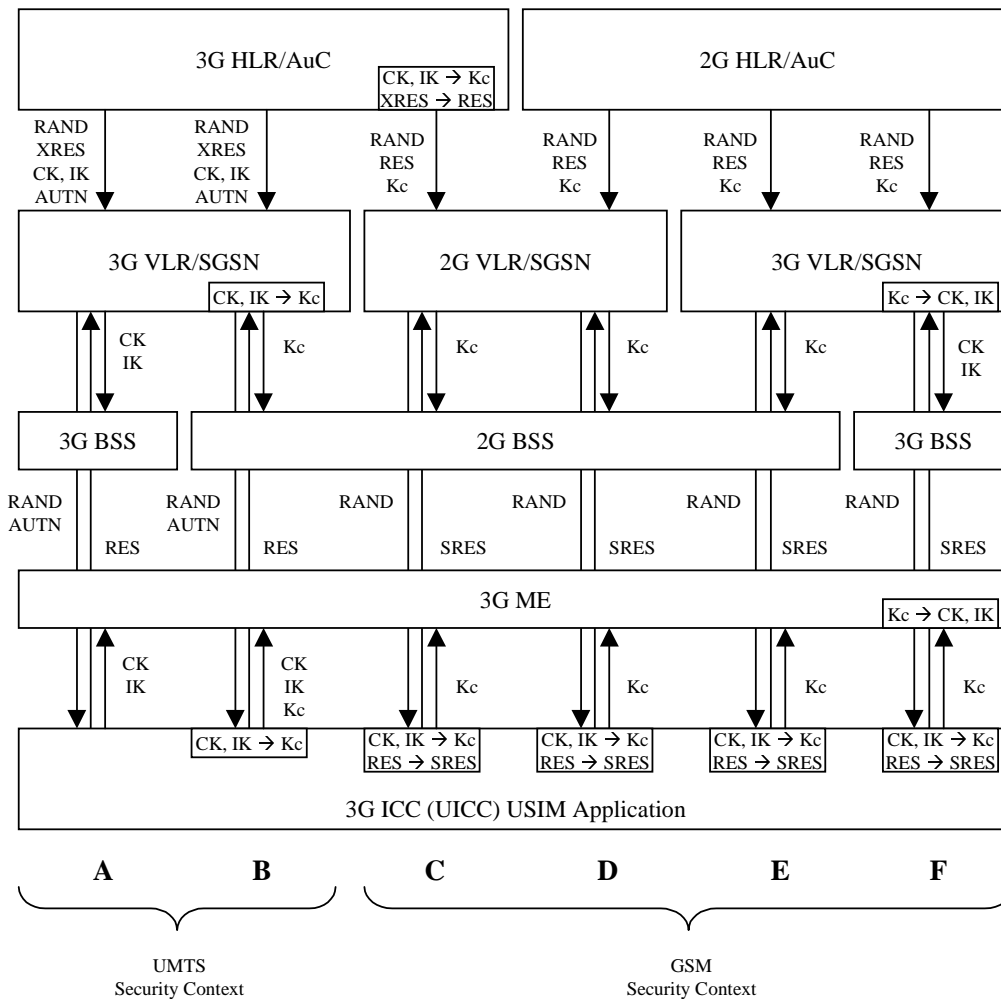 3G HLR/AuC
2G HLR/AuC
CK, IK → Kc
XRES → RES
RAND
XRES
CK, IK
AUTN
RAND
XRES
CK, IK
AUTN
RAND
RES
Kc
RAND
RES
Kc
RAND
RES
Kc
RAND
RES
Kc
3G VLR/SGSN
2G VLR/SGSN
3G VLR/SGSN
CK, IK → Kc
Kc → CK, IK
CK
IK
Kc
Kc
Kc
Kc
CK
IK
3G BSS
2G BSS
3G BSS
RAND
AUTN
RAND
AUTN
RAND
RAND
RAND
RAND
RES
RES
SRES
SRES
SRES
SRES
3G ME
Kc → CK, IK
CK
IK
CK
IK
Kc
Kc
Kc
Kc
Kc
CK, IK → Kc
CK, IK → Kc
RES → SRES
CK, IK → Kc
RES → SRES
CK, IK → Kc
RES → SRES
CK, IK → Kc
RES → SRES
3G ICC (UICC) USIM Application
A
B
C
D
E
F
UMTS
Security Context
GSM
Security Context